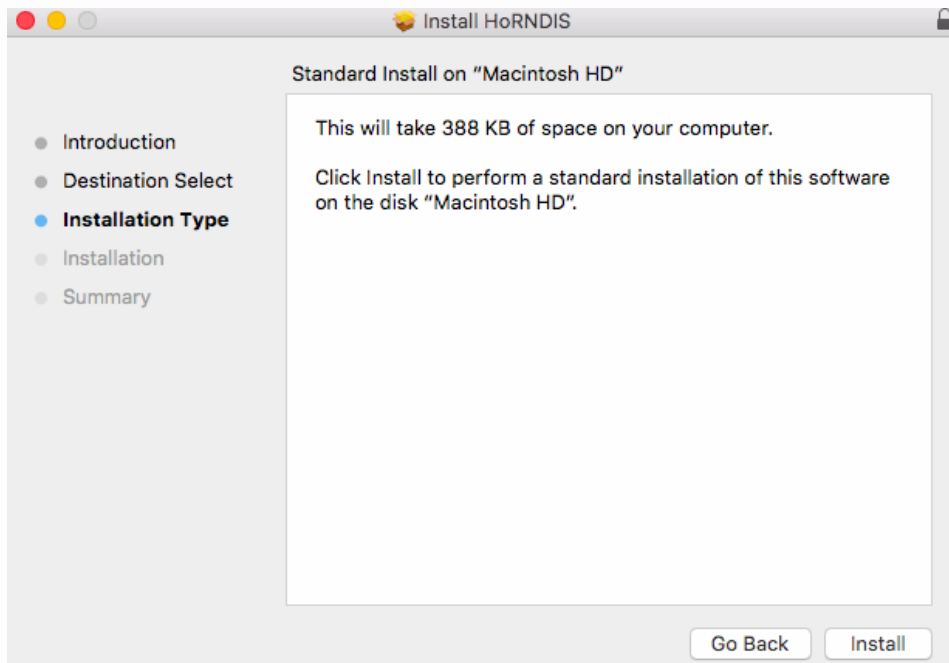 Install HoRNDIS
Standard Install on “Macintosh HD”
Introduction
Destination Select
Installation Type
Installation
Summary
This will take 388 KB of space on your computer.
Click Install to perform a standard installation of this software
on the disk “Macintosh HD”.
Go Back
Install